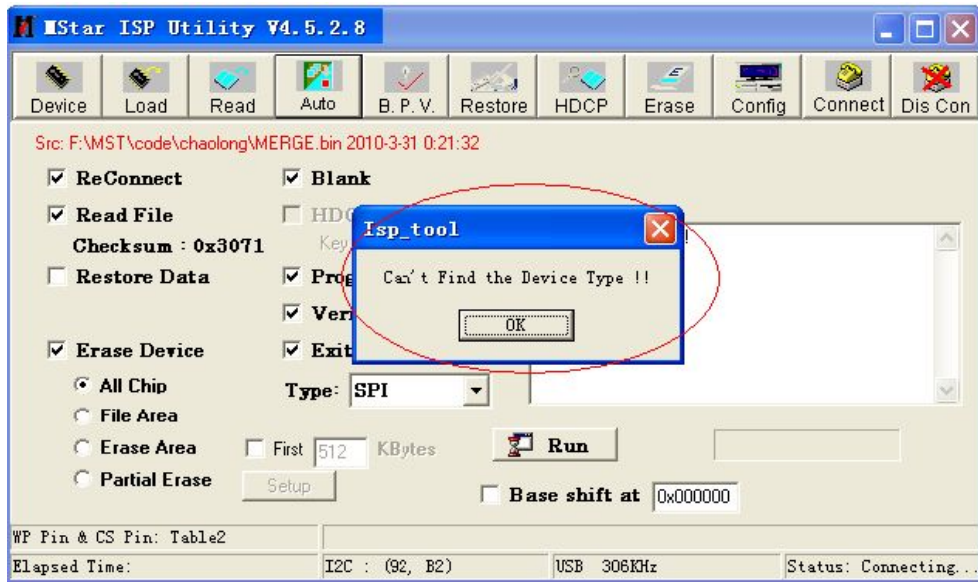 MStar ISP Utility V4.5.2.8
Device Load Read Auto B.P.V. Restore HDCP Erase Config Connect Dis Con
Src: F:\MST\code\chaolong\MERGE.bin 2010-3-31 0:21:32
ReConnect Blank
Read File
Checksum : 0x3071 Key
Isp_tool
Can't Find the Device Type !!
OK
Restore Data
Erase Device Exit
All Chip Type: SPI
File Area
Erase Area First 512 KBytes Run
Partial Erase Setup Base shift at 0x000000
WP Pin & CS Pin: Table2
Elapsed Time: I2C : (92, B2) USB 306KHz Status: Connecting...